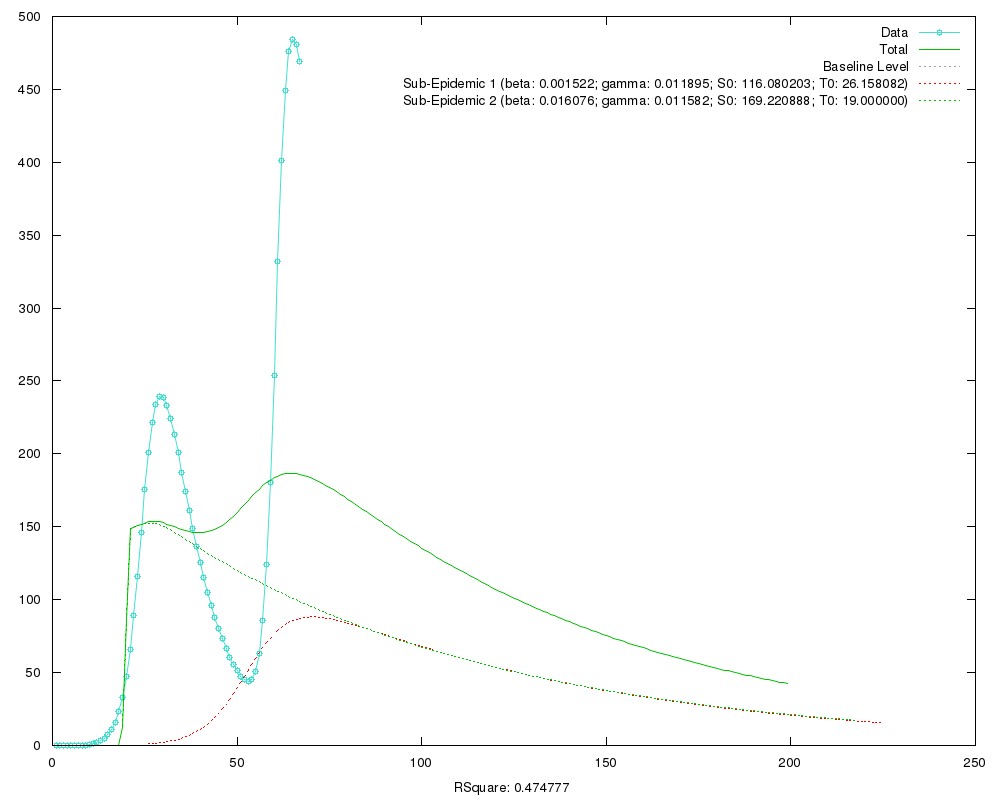 500
450
400
350
300
250
200
150
100
50
0
0 50 100 150 200 250
Data
Total
Baseline Level
Sub-Epidemic 1 (beta: 0.001522; gamma: 0.011895; S0: 116.080203; T0: 26.158082)
Sub-Epidemic 2 (beta: 0.016076; gamma: 0.011582; S0: 169.220888; T0: 19.000000)
RSquare: 0.474777